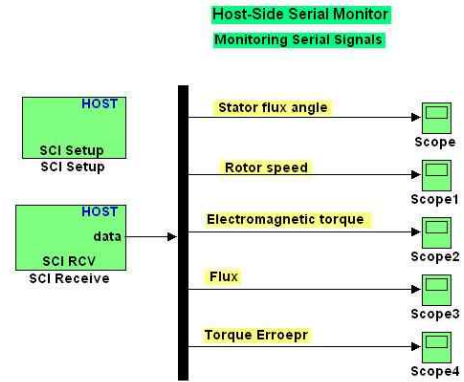 Host-Side Serial Monitor
Monitoring Serial Signals
HOST
SCI Setup
SCI Setup
HOST
data
SCI RCV
SCI Receive
Stator flux angle
Scope
Rotor speed
Scope1
Electromagnetic torque
Scope2
Flux
Scope3
Torque Erroepr
Scope4